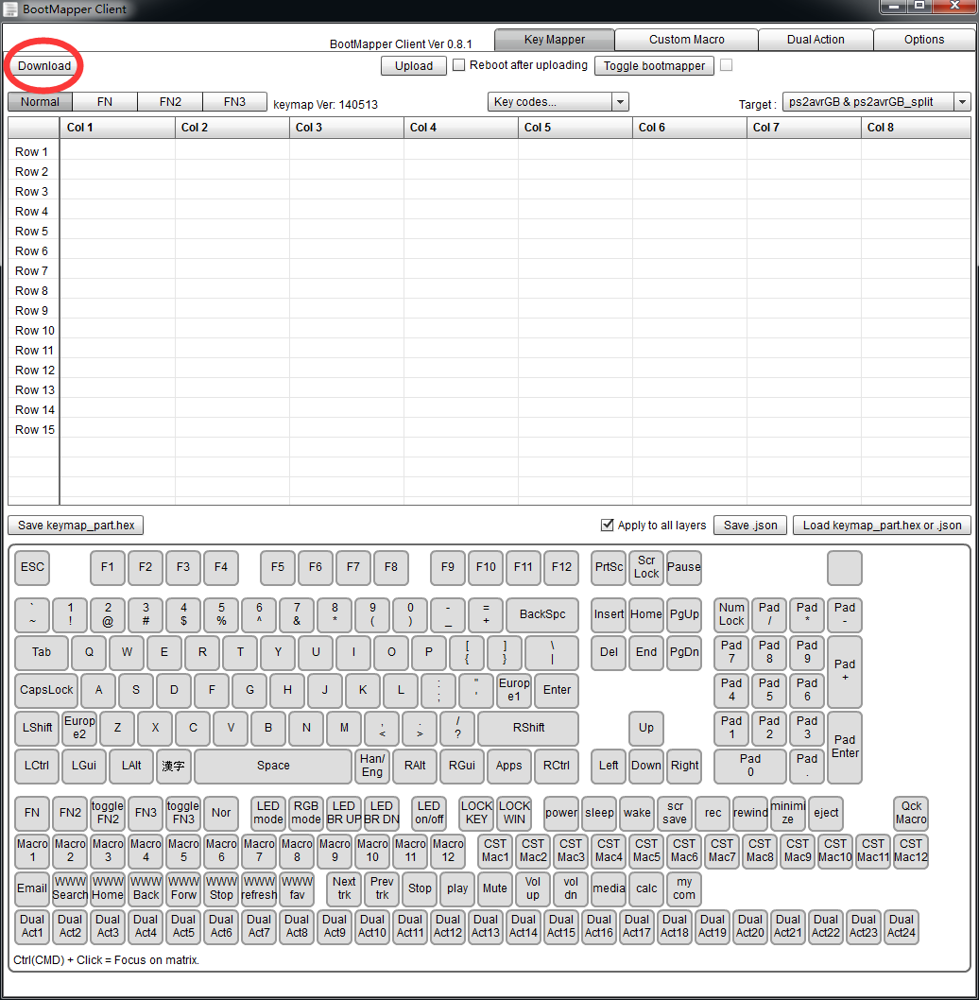 BootMapper Client
BootMapper Client Ver 0.8.1 Key Mapper Custom Macro Dual Action Options
Download Upload Reboot after uploading Toggle bootmapper
Normal FN FN2 FN3 keymap Ver: 140513 Key codes... Target : ps2avrGB & ps2avrGB_split
Col 1 Col 2 Col 3 Col 4 Col 5 Col 6 Col 7 Col 8
Row 1
Row 2
Row 3
Row 4
Row 5
Row 6
Row 7
Row 8
Row 9
Row 10
Row 11
Row 12
Row 13
Row 14
Row 15
Save keymap_part.hex Apply to all layers Save .json Load keymap_part.hex or .json
ESC F1 F2 F3 F4 F5 F6 F7 F8 F9 F10 F11 F12 PrtSc Scr Pause
Lock
` 1 2 3 4 5 6 7 8 9 0 - = BackSpc Insert Home PgUp Num Pad Pad Pad
~ ! @ # $ % ^ & * ( ) _ + Lock / * -
Tab Q W E R T Y U I O P [ ] \ Del End PgDn Pad Pad Pad Pad
{ } | 7 8 9 +
CapsLock A S D F G H J K L : " Europ Enter Pad Pad Pad
; ' e1 4 5 6
LShift Europ Z X C V B N M , . / RShift Up Pad Pad Pad Pad
e2 < > ? 1 2 3 Enter
LCtrl LGui LAlt 漢字 Space Han/ RAlt RGui Apps RCtrl Left Down Right Pad Pad
Eng 0 .
FN FN2 toggle FN3 toggle Nor LED RGB LED LED LED LOCK LOCK power sleep wake scr rec rewind minimi eject Qck
FN2 FN3 mode mode BR UP BR DN on/off KEY WIN save ze Macro
Macro Macro Macro Macro Macro Macro Macro Macro Macro Macro Macro Macro CST CST CST CST CST CST CST CST CST CST CST CST
1 2 3 4 5 6 7 8 9 10 11 12 Mac1 Mac2 Mac3 Mac4 Mac5 Mac6 Mac7 Mac8 Mac9 Mac10 Mac11 Mac12
Email WWW WWW WWW WWW WWW WWW WWW Next Prev Stop play Mute Vol vol media calc my
Search Home Back Forw Stop refresh fav trk trk up dn com
Dual Dual Dual Dual Dual Dual Dual Dual Dual Dual Dual Dual Dual Dual Dual Dual Dual Dual Dual Dual Dual Dual Dual Dual
Act1 Act2 Act3 Act4 Act5 Act6 Act7 Act8 Act9 Act10 Act11 Act12 Act13 Act14 Act15 Act16 Act17 Act18 Act19 Act20 Act21 Act22 Act23 Act24
Ctrl(CMD) + Click = Focus on matrix.